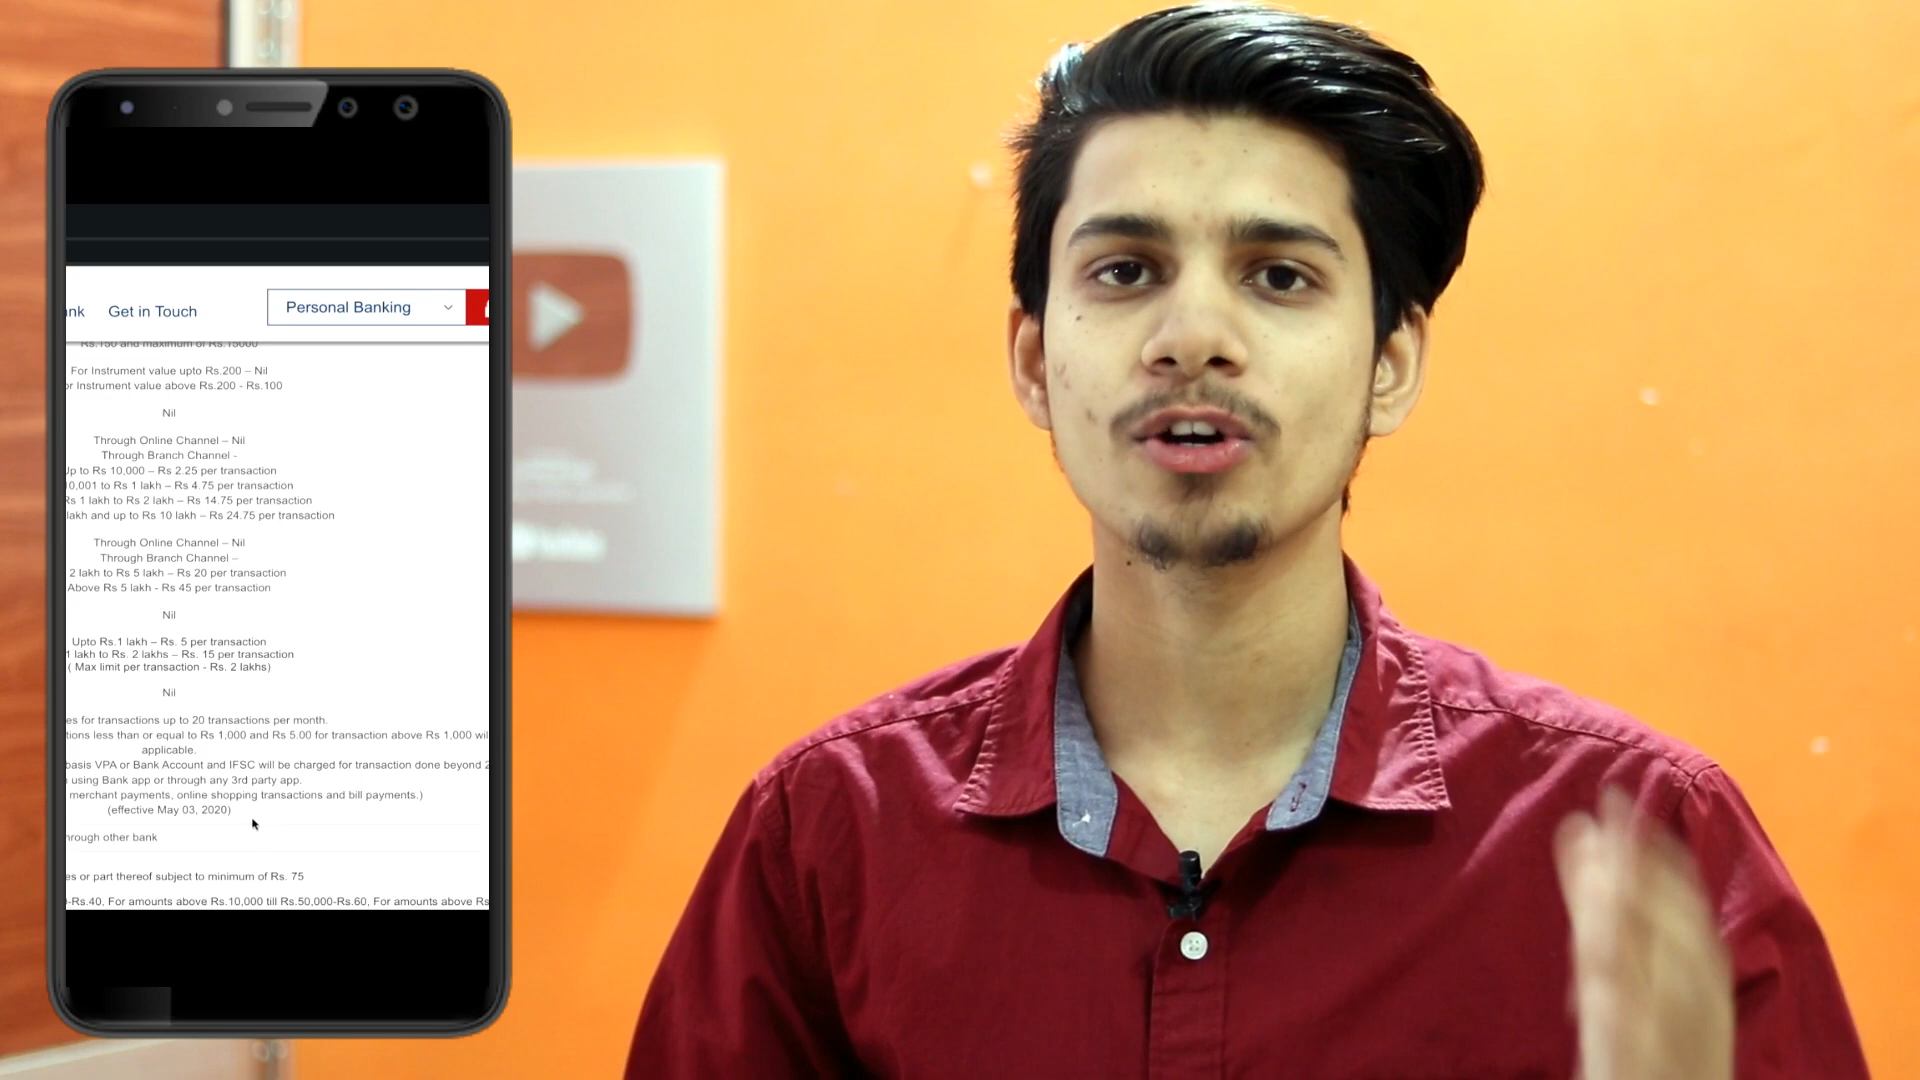 nk Get in Touch
Personal Banking
Rs.150 and maximum of Rs.15000
For Instrument value upto Rs.200 – Nil
or Instrument value above Rs.200 - Rs.100
Nil
Through Online Channel – Nil
Through Branch Channel -
Up to Rs 10,000 – Rs 2.25 per transaction
0,001 to Rs 1 lakh – Rs 4.75 per transaction
Rs 1 lakh to Rs 2 lakh – Rs 14.75 per transaction
lakh and up to Rs 10 lakh – Rs 24.75 per transaction
Through Online Channel – Nil
Through Branch Channel –
2 lakh to Rs 5 lakh – Rs 20 per transaction
Above Rs 5 lakh - Rs 45 per transaction
Nil
Upto Rs.1 lakh – Rs. 5 per transaction
1 lakh to Rs. 2 lakhs – Rs. 15 per transaction
( Max limit per transaction - Rs. 2 lakhs)
Nil
es for transactions up to 20 transactions per month.
tions less than or equal to Rs 1,000 and Rs 5.00 for transaction above Rs 1,000 wil
applicable.
basis VPA or Bank Account and IFSC will be charged for transaction done beyond 2
using Bank app or through any 3rd party app.
merchant payments, online shopping transactions and bill payments.)
(effective May 03, 2020)
hrough other bank
es or part thereof subject to minimum of Rs. 75
-Rs.40, For amounts above Rs.10,000 till Rs.50,000-Rs.60, For amounts above Rs